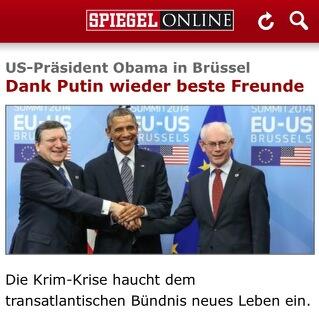 SPIEGEL ONLINE
US-Präsident Obama in Brüssel
Dank Putin wieder beste Freunde
SUMMIT 2014
EU-US
BRUSSELS
SUMMIT 2014
EU-US
Die Krim-Krise haucht dem
transatlantischen Bündnis neues Leben ein.